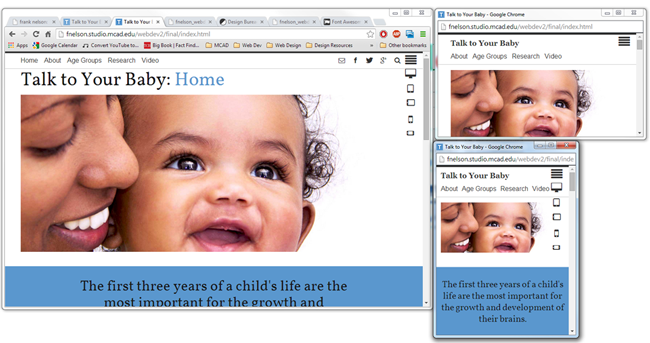 frank nelson
Talk to Your B
Talk to Your B
fnelson_webd
Design Bureau
fnelson_web
Font Awesom
fnelson.studio.mcad.edu/webdev2/final/index.html
Apps
Google Calendar
Convert YouTube to...
Big Book | Fact Find...
MCAD
Web Dev
Web Design
Design Resources
Other bookmarks
Home About Age Groups Research Video
Talk to Your Baby: Home
The first three years of a child's life are the
most important for the growth and
Talk to Your Baby - Google Chrome
fnelson.studio.mcad.edu/webdev2/final/index.html
Talk to Your Baby
About Age Groups Research Video
Talk to Your Baby - Google Chrome
fnelson.studio.mcad.edu/webdev2/final/inde
Talk to Your Baby
About Age Groups Research Video
The first three years of a child's
life are the most important for
the growth and development of
their brains.